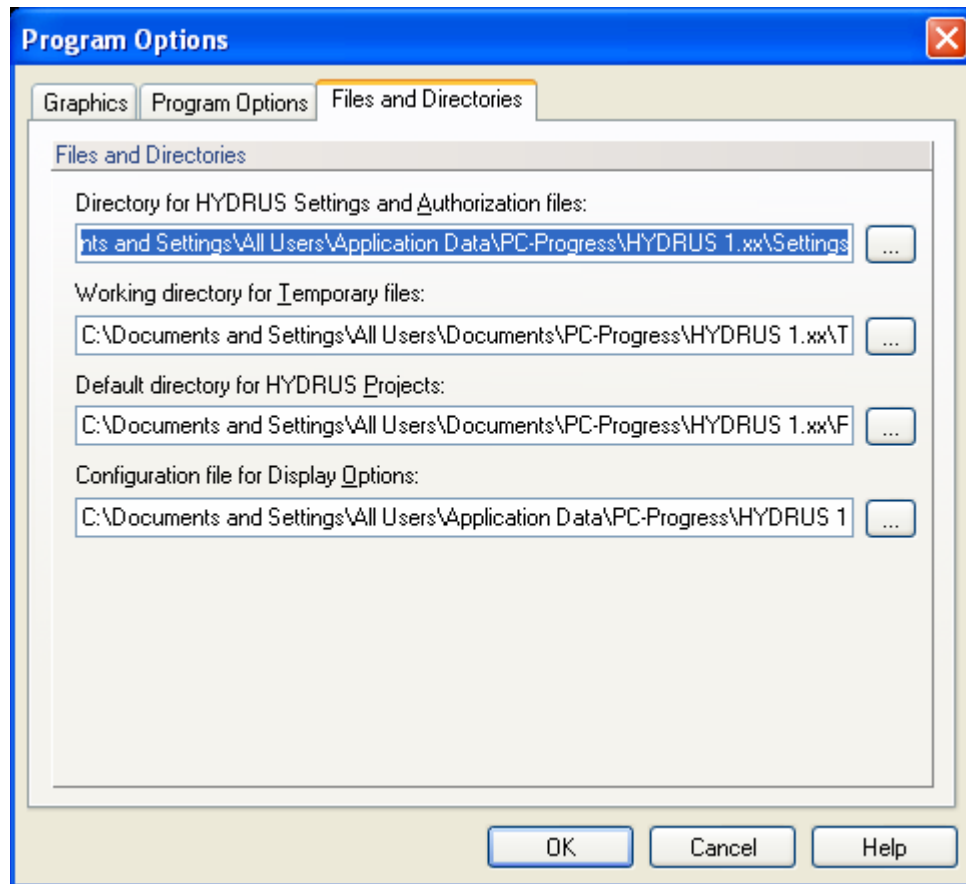 Program Options
Graphics Program Options Files and Directories
Files and Directories
Directory for HYDRUS Settings and Authorization files:
nts and Settings\All Users\Application Data\PC-Progress\HYDRUS 1.xx\Settings ...
Working directory for Temporary files:
C:\Documents and Settings\All Users\Documents\PC-Progress\HYDRUS 1.xx\T ...
Default directory for HYDRUS Projects:
C:\Documents and Settings\All Users\Documents\PC-Progress\HYDRUS 1.xx\F ...
Configuration file for Display Options:
C:\Documents and Settings\All Users\Application Data\PC-Progress\HYDRUS 1 ...
OK Cancel Help